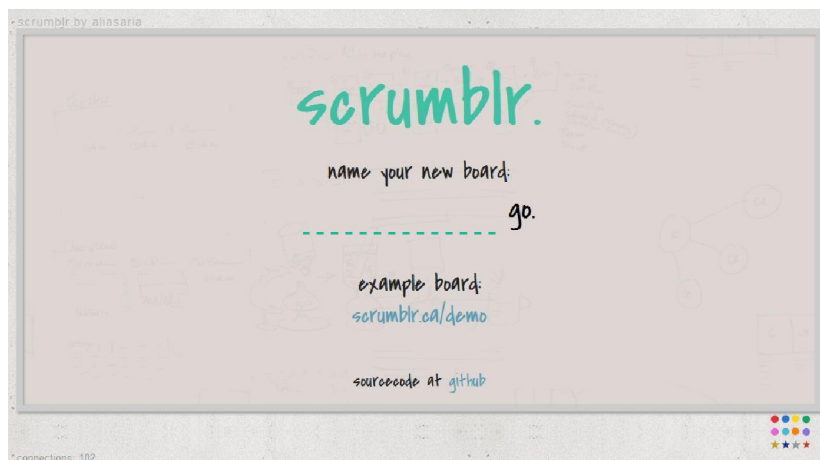 scrumblr by aliasaria
scrumblr.
name your new board:
go.
example board:
scrumblr.ca/demo
sourcecode at github
connections: 102